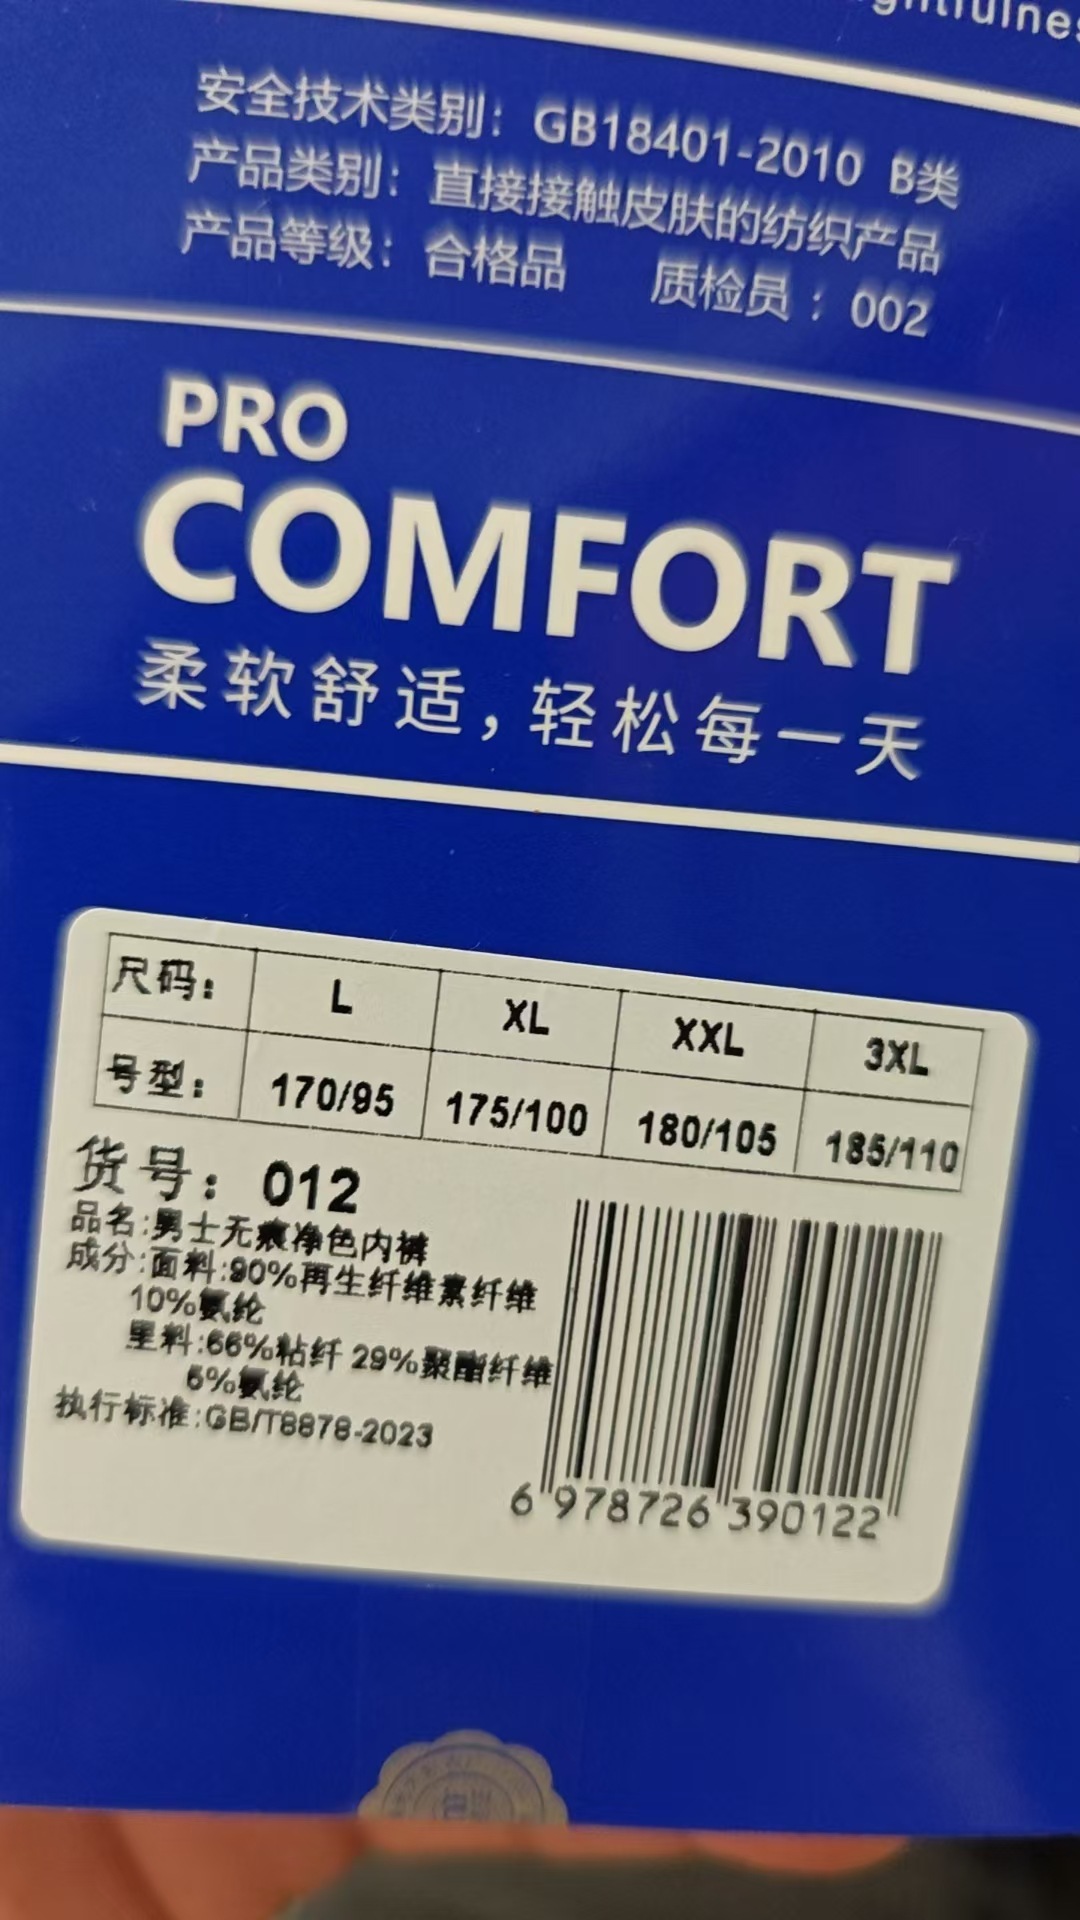 安全技术类别：GB18401-2010 B类
产品类别：直接接触皮肤的纺织产品
产品等级：合格品 质检员：002
PRO
COMFORT
柔软舒适，轻松每一天
尺码： L XL XXL 3XL
号型： 170/95 175/100 180/105 185/110
货号：012
品名:男士无痕净色内裤
成分:面料:90%再生纤维素纤维
10%氨纶
里料:66%粘纤 29%聚酯纤维
5%氨纶
执行标准:GB/T8878-2023
6 978726 390122